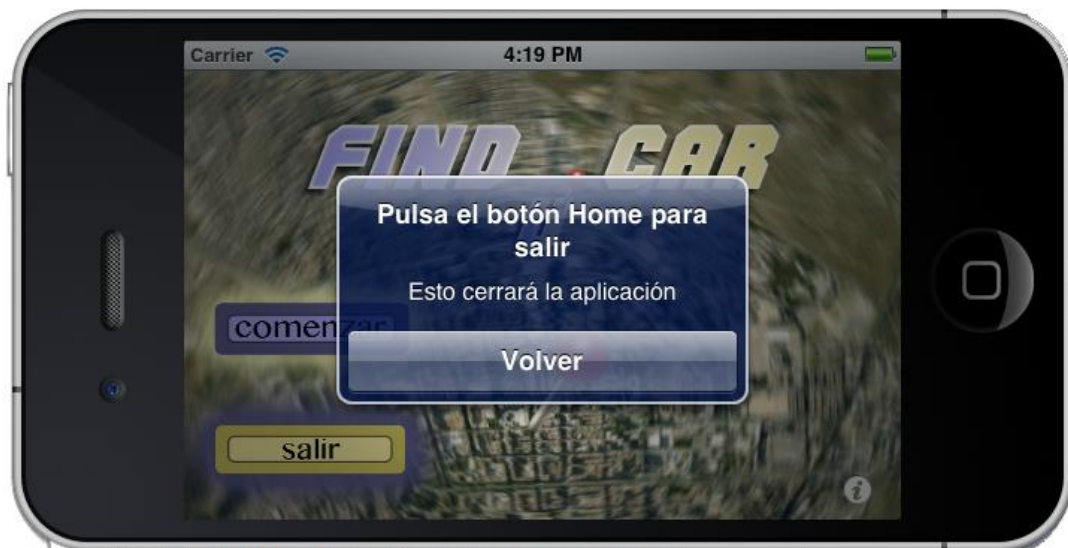 Carrier 4:19 PM
FIND CAR
Pulsa el botón Home para
salir
Esto cerrará la aplicación
comenzar
Volver
salir
i